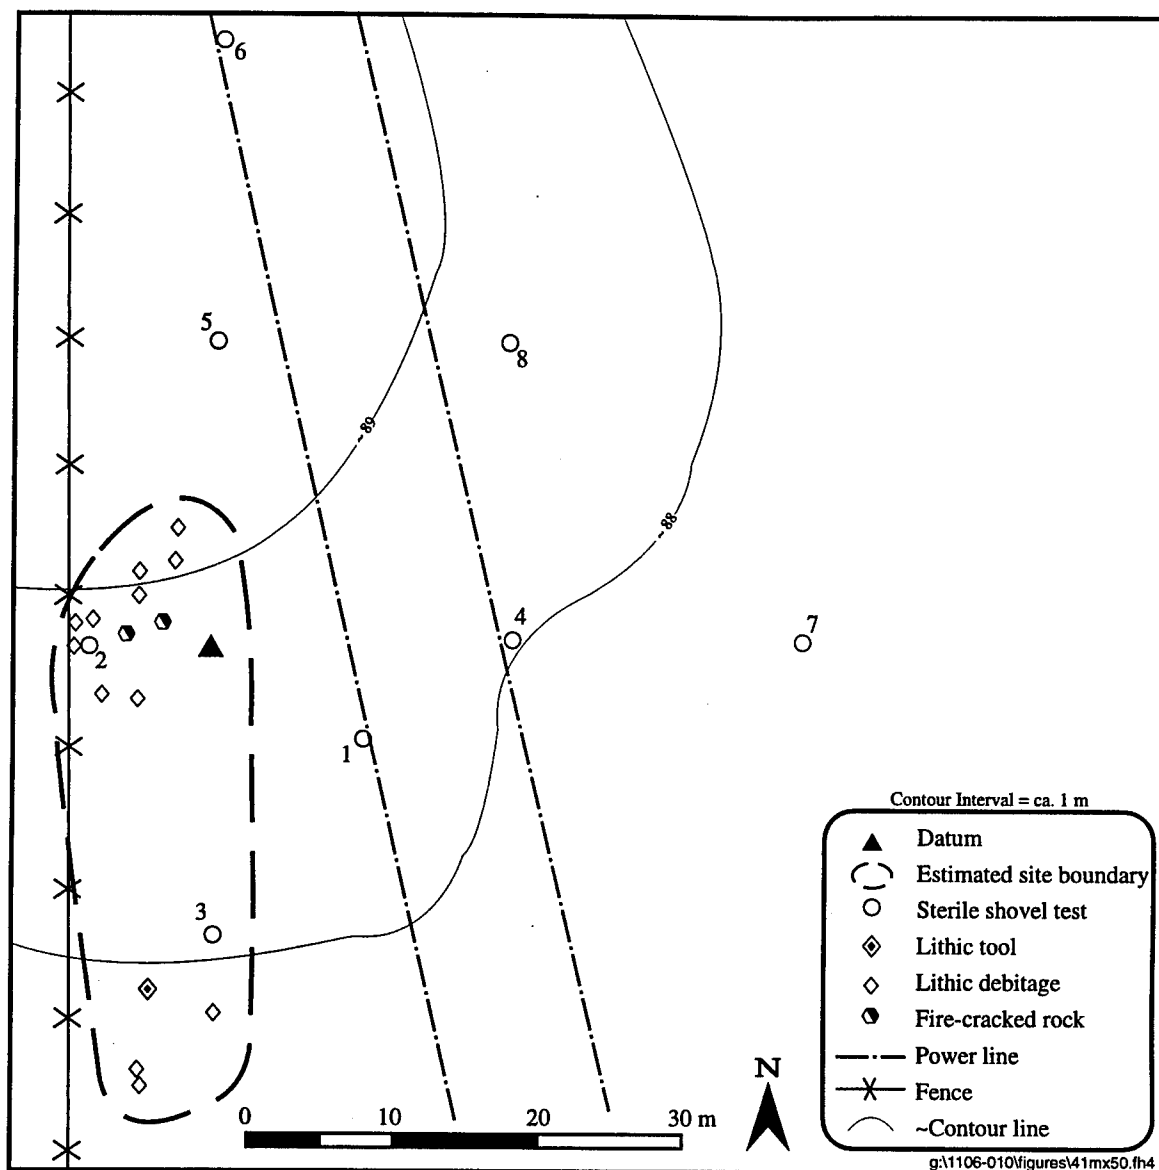 6
5
8
~89
~88
2
4
7
1
3
Contour Interval = ca. 1 m
Datum
Estimated site boundary
Sterile shovel test
Lithic tool
Lithic debitage
Fire-cracked rock
Power line
Fence
~Contour line
N
0 10 20 30 m
g:\1106-010\figures\41mx50.fh4